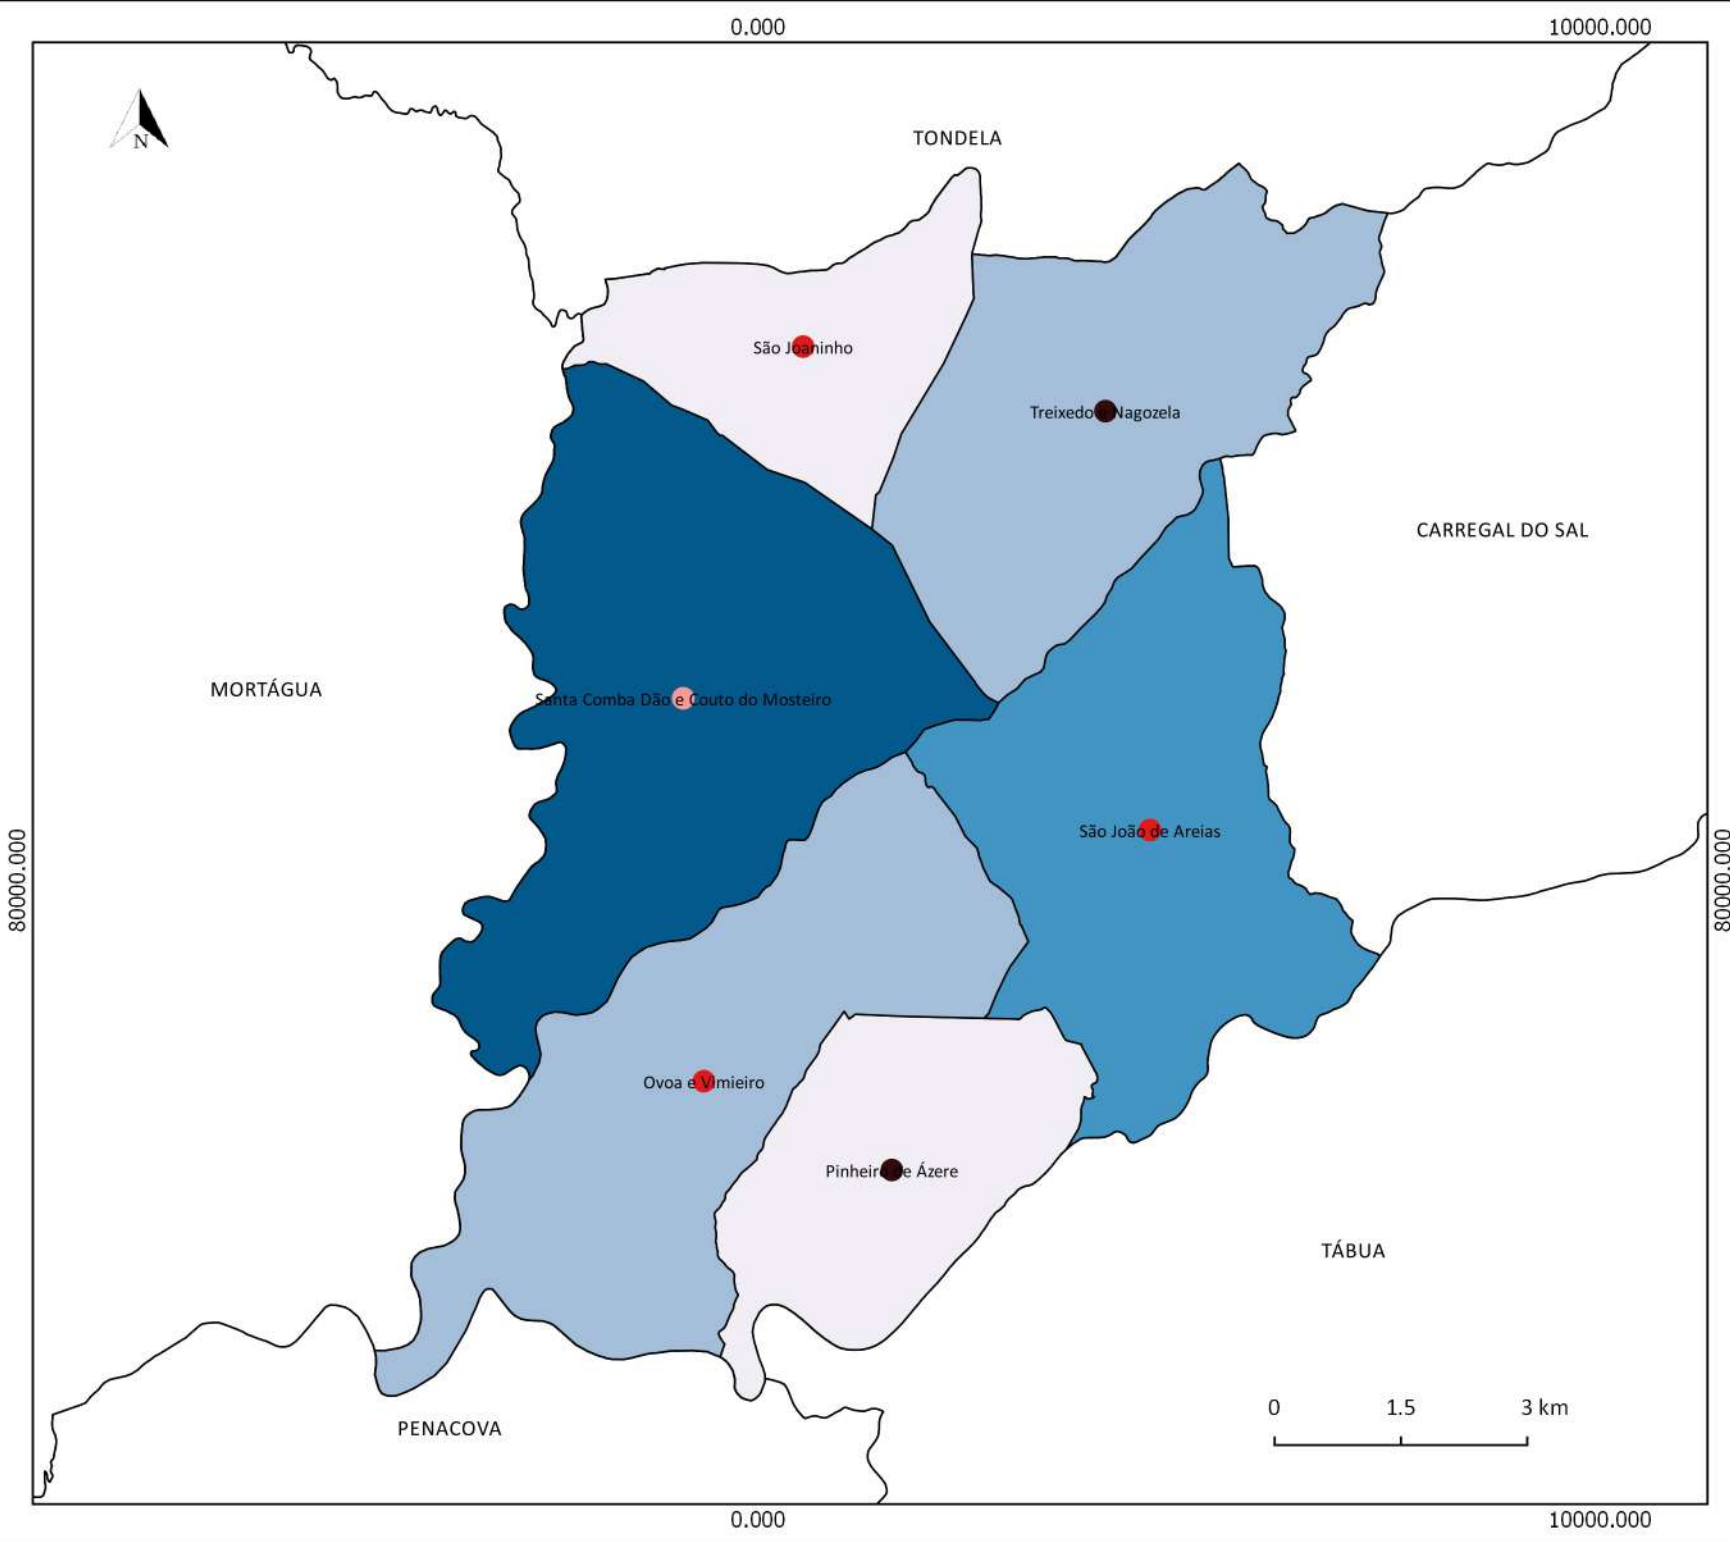 0.000 10000.000
N
TONDELA
São Joaninho
Treixedo e Nagozela
CARREGAL DO SAL
MORTÁGUA
Santa Comba Dão e Couto do Mosteiro
São João de Areias
80000.000 80000.000
Ovoa e Vimieiro
Pinheiro de Ázere
TÁBUA
0 1.5 3 km
PENACOVA
0.000 10000.000